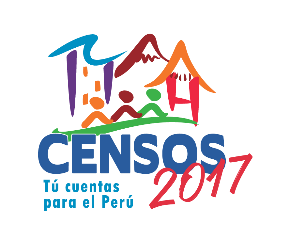 CENSOS
2017
Tú cuentas
para el Perú